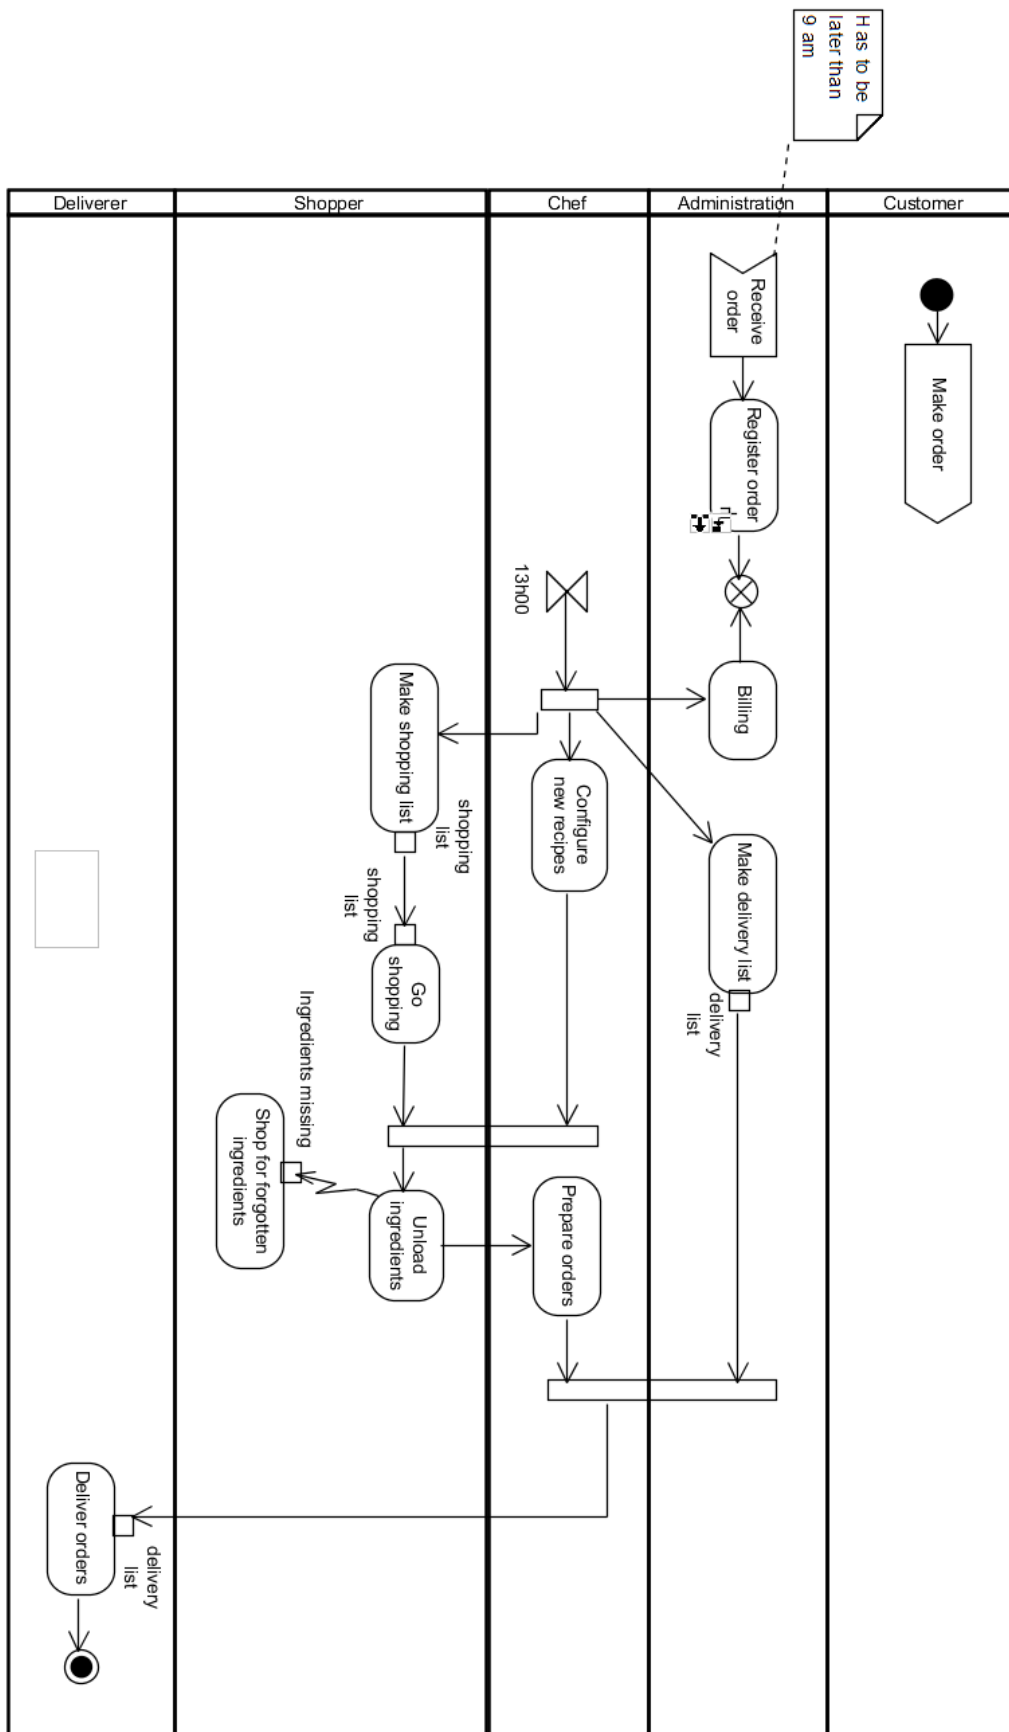 Has to be
later than
9 am
Deliverer
Shopper
Chef
Administration
Customer
Receive
order
Make order
Register order
13h00
Billing
Make shopping list
shopping
list
Configure
new recipes
Make delivery list
delivery
list
shopping
list
Go
shopping
Ingredients missing
Shop for forgotten
ingredients
Unload
ingredients
Prepare orders
Deliver orders
delivery
list